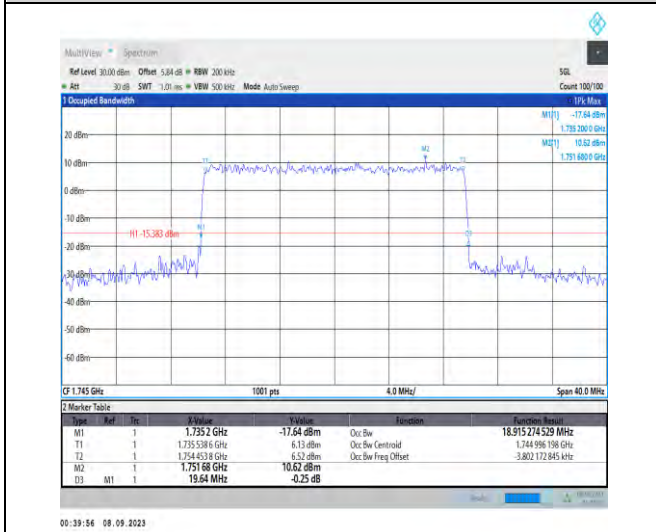 MultiView Spectrum
Ref Level 30.00 dBm Offset 5.84 dB RBW 200 kHz SGL
Att 30 dB SWT 1.01 ms VBW 500 kHz Mode Auto Sweep Count 100/100
1 Occupied Bandwidth 1Pk Max
M1[1] -17.64 dBm
1.735 200 0 GHz
M2[1] 10.62 dBm
1.751 680 0 GHz
20 dBm
M2
T1 T2
10 dBm
0 dBm
-10 dBm
M1
H1 -15.383 dBm
D3
-20 dBm
-30 dBm
-40 dBm
-50 dBm
-60 dBm
CF 1.745 GHz 1001 pts 4.0 MHz/ Span 40.0 MHz
2 Marker Table
Type Ref Trc X-Value Y-Value Function Function Result
M1 1 1.735 2 GHz -17.64 dBm Occ Bw 18.915 274 529 MHz
T1 1 1.735 538 6 GHz 6.13 dBm Occ Bw Centroid 1.744 996 198 GHz
T2 1 1.754 453 8 GHz 6.52 dBm Occ Bw Freq Offset -3.802 172 845 kHz
M2 1 1.751 68 GHz 10.62 dBm
D3 M1 1 19.64 MHz -0.25 dB
00:39:56 08.09.2023